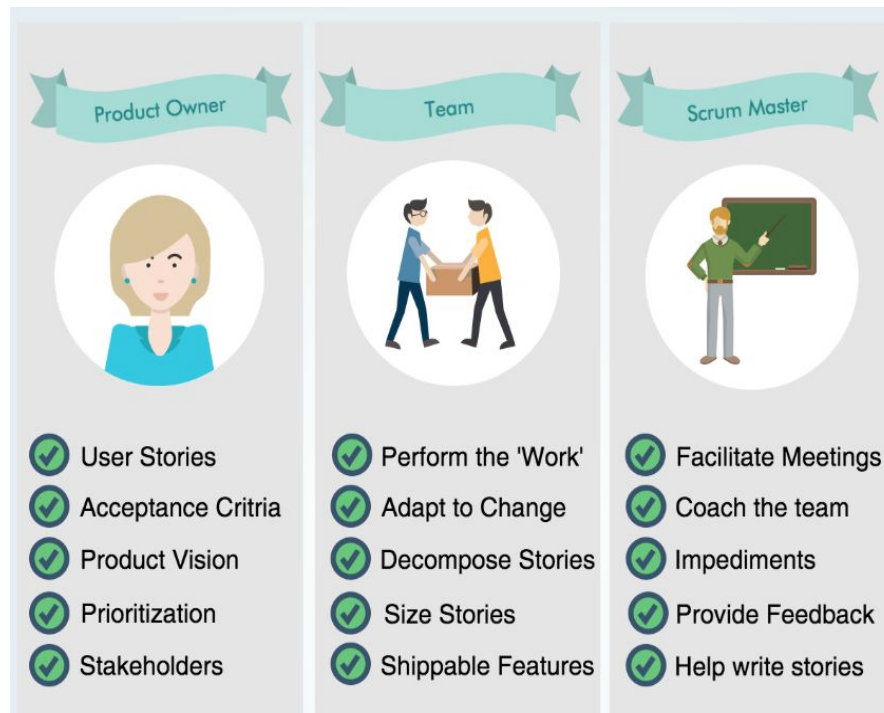 Product Owner
User Stories
Acceptance Critria
Product Vision
Prioritization
Stakeholders
Team
Perform the 'Work'
Adapt to Change
Decompose Stories
Size Stories
Shippable Features
Scrum Master
Facilitate Meetings
Coach the team
Impediments
Provide Feedback
Help write stories